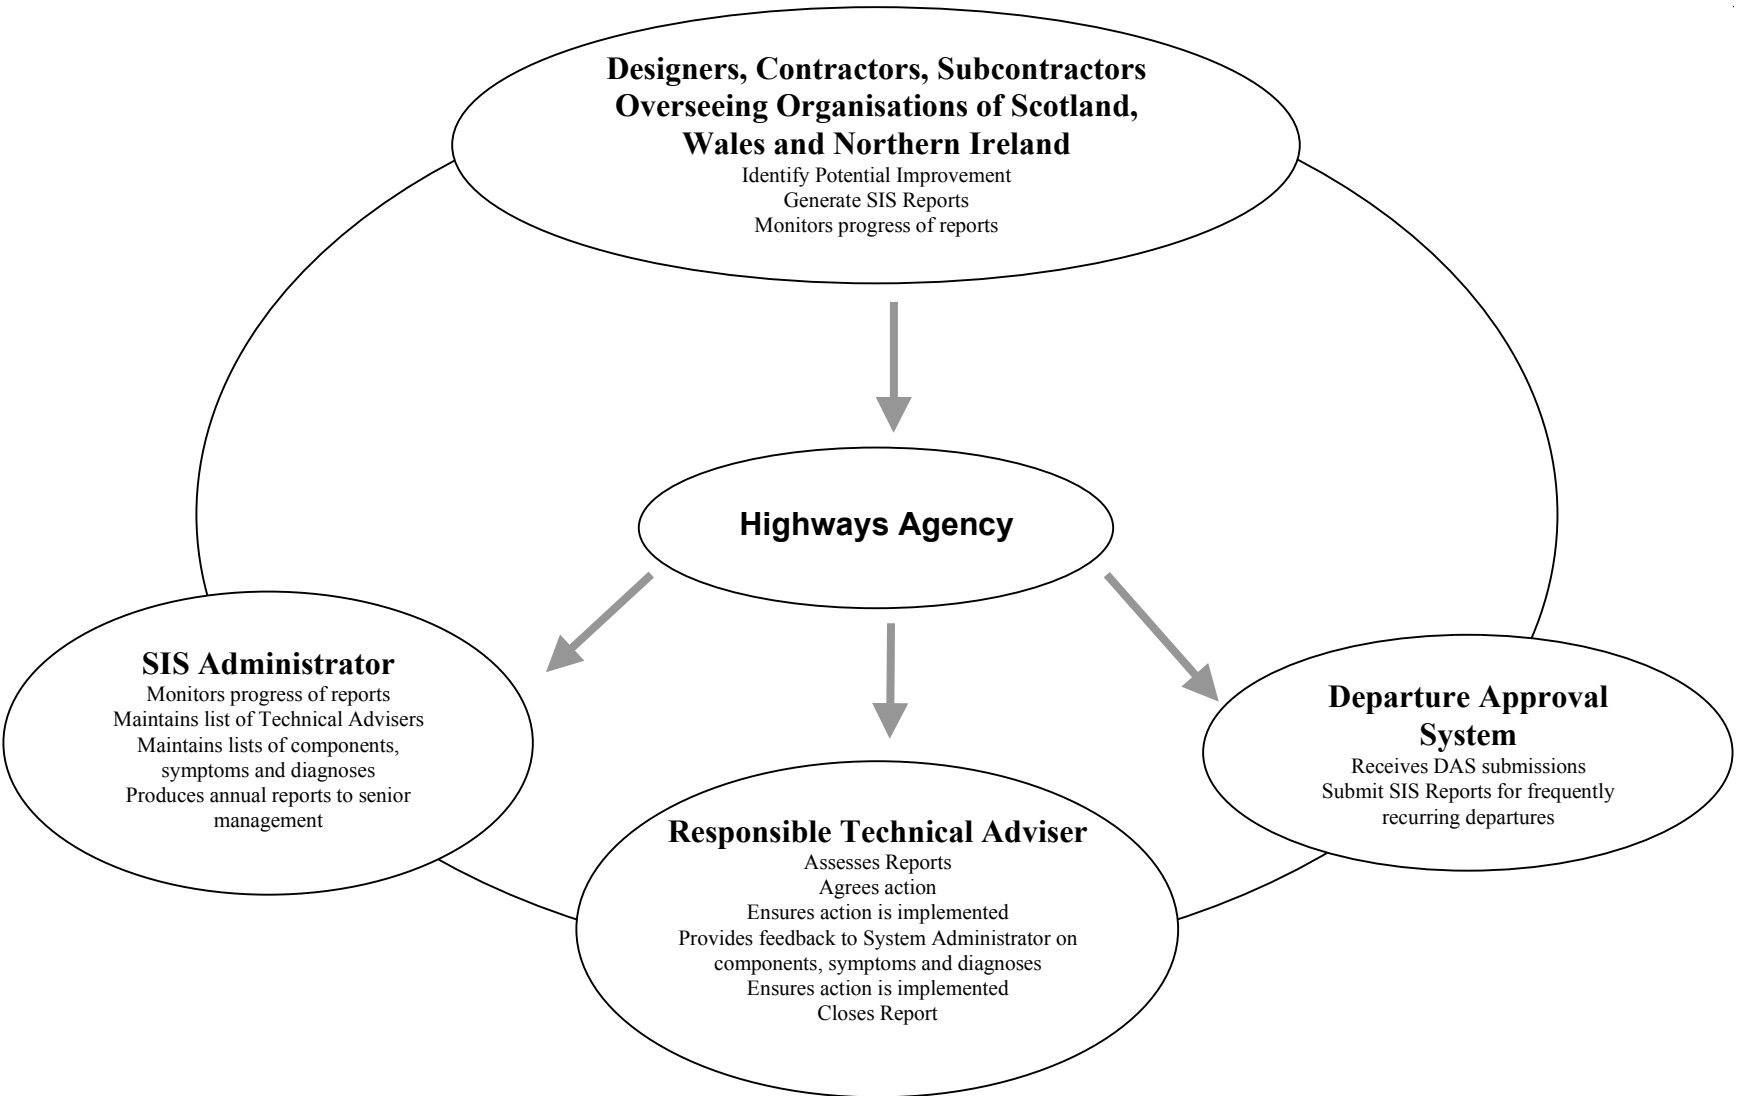 Designers, Contractors, Subcontractors
Overseeing Organisations of Scotland,
Wales and Northern Ireland
Identify Potential Improvement
Generate SIS Reports
Monitors progress of reports
Highways Agency
SIS Administrator
Monitors progress of reports
Maintains list of Technical Advisers
Maintains lists of components,
symptoms and diagnoses
Produces annual reports to senior
management
Responsible Technical Adviser
Assesses Reports
Agrees action
Ensures action is implemented
Provides feedback to System Administrator on
components, symptoms and diagnoses
Ensures action is implemented
Closes Report
Departure Approval
System
Receives DAS submissions
Submit SIS Reports for frequently
recurring departures